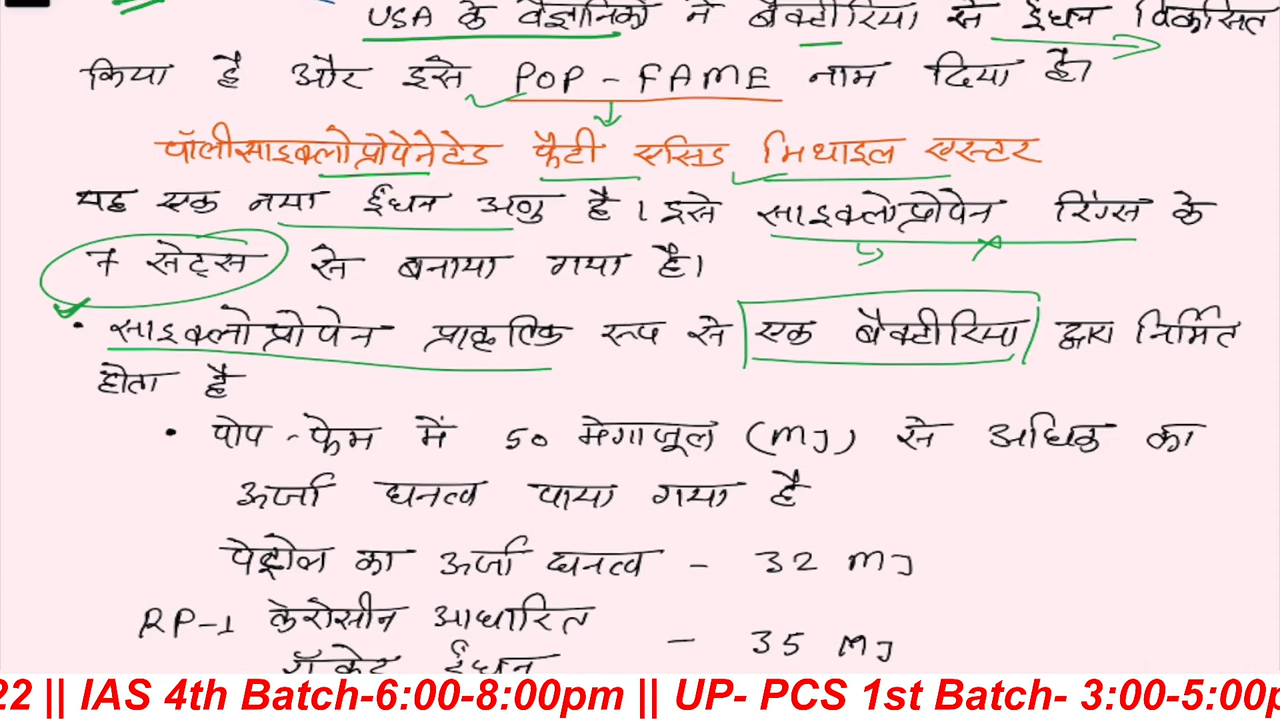 USA के वैज्ञानिकों ने बैक्टीरिया से ईंधन विकसित
किया है और इसे POP-FAME नाम दिया है।
पॉलीसाइक्लोप्रोपेनेटेड फैटी एसिड मिथाइल एस्टर
यह एक नया ईंधन अणु है। इसे साइक्लोप्रोपेन रिंग्स के
7 सेट्स से बनाया गया है।
• साइक्लोप्रोपेन प्राकृतिक रूप से एक बैक्टीरिया द्वारा निर्मित
होता है
• पोप-फेम में 50 मेगाजूल (MJ) से अधिक का
ऊर्जा घनत्व पाया गया है
पेट्रोल का ऊर्जा घनत्व - 32 MJ
RP-1 केरोसीन आधारित
रॉकेट ईंधन - 35 MJ
22 || IAS 4th Batch-6:00-8:00pm || UP- PCS 1st Batch- 3:00-5:00p